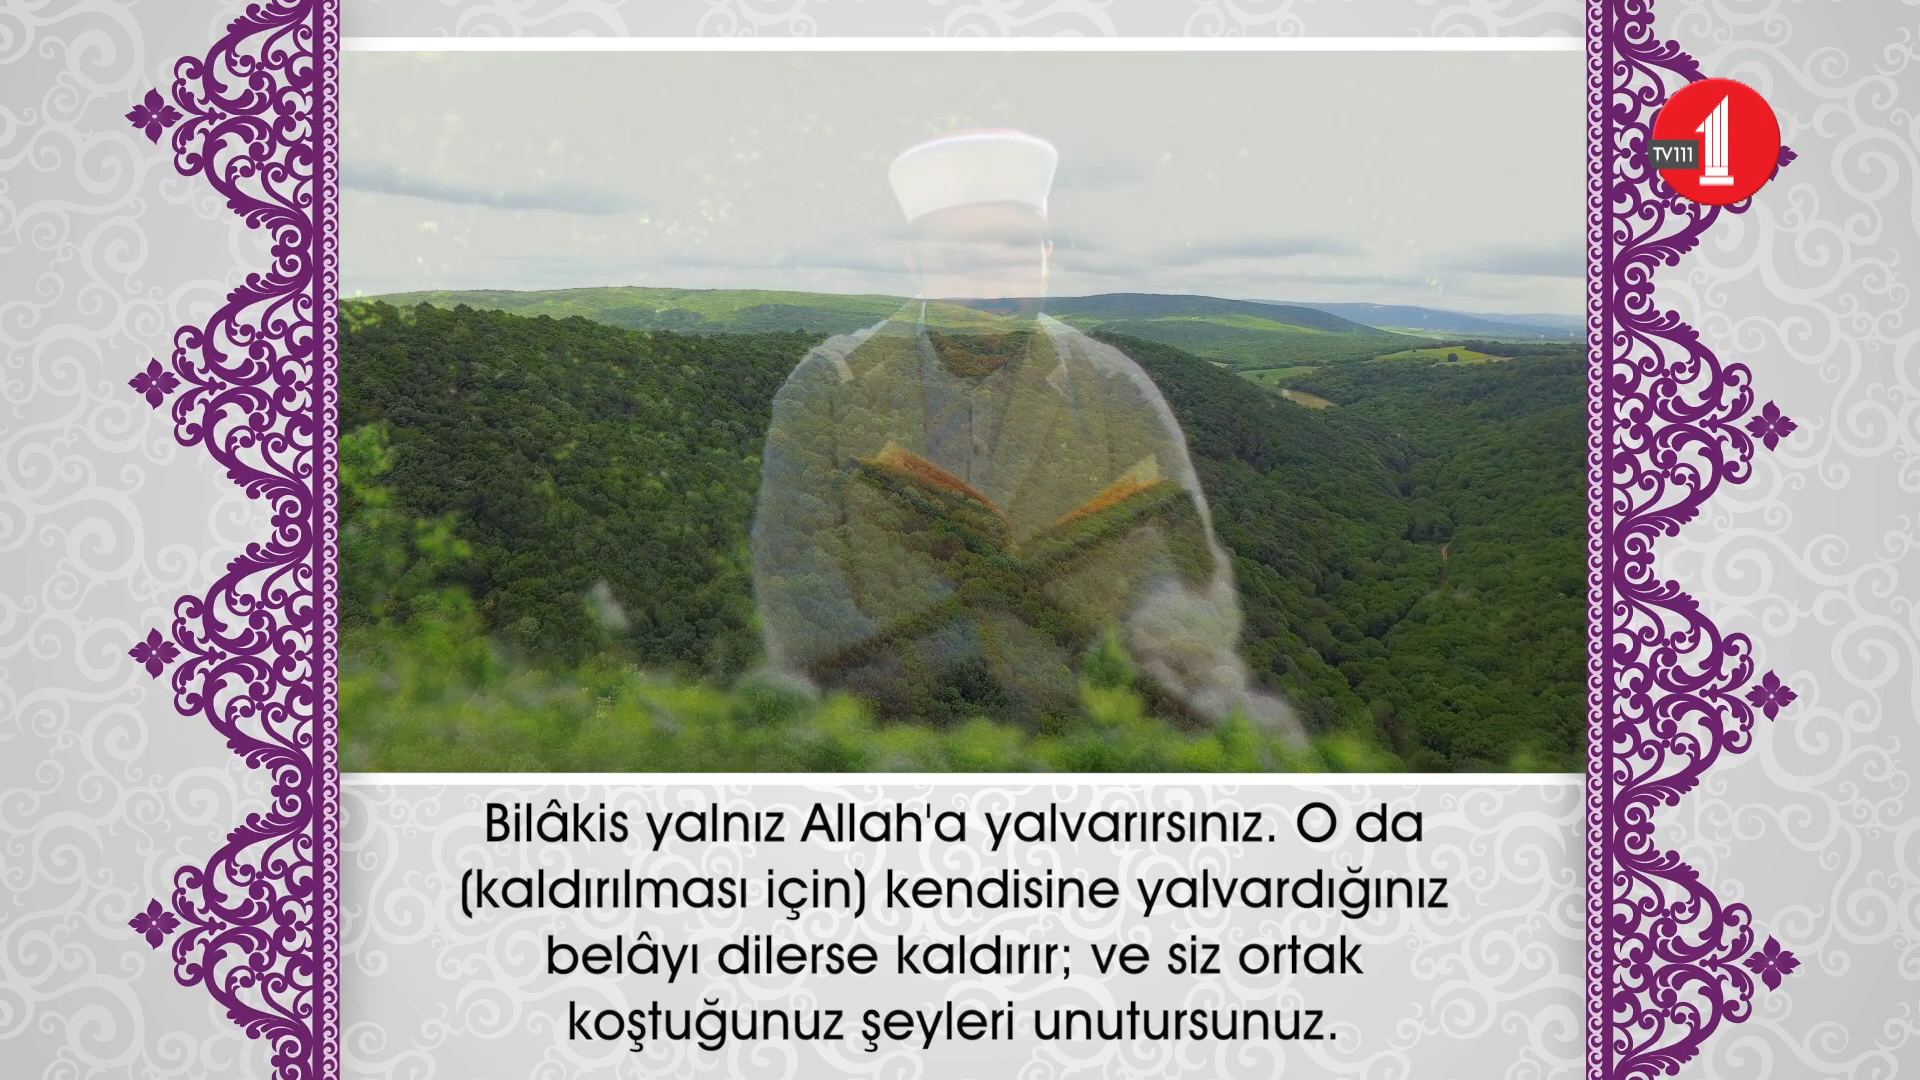 TV111
Bilâkis yalnız Allah'a yalvarırsınız. O da
(kaldırılması için) kendisine yalvardığınız
belâyı dilerse kaldırır; ve siz ortak
koştuğunuz şeyleri unutursunuz.